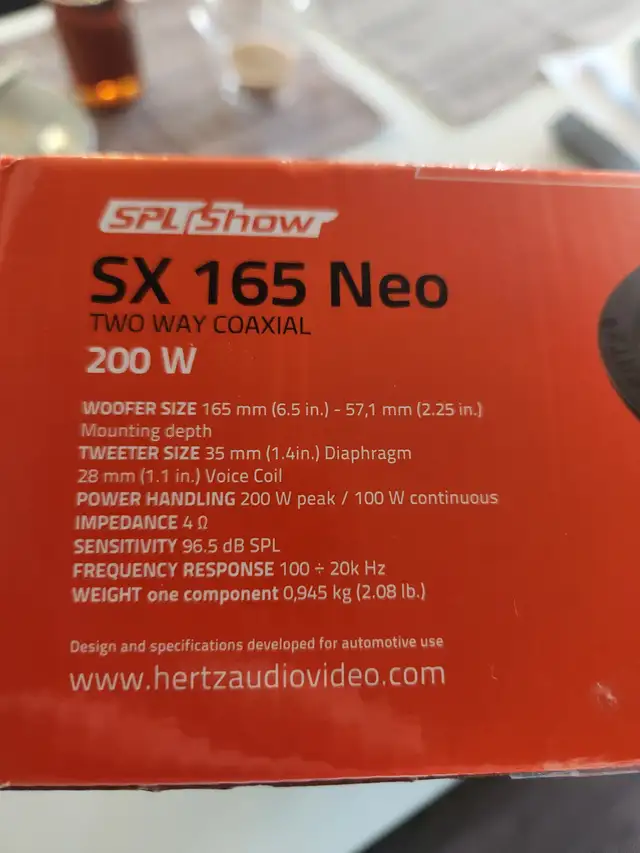 SPL Show
SX 165 Neo
TWO WAY COAXIAL
200 W
WOOFER SIZE 165 mm (6.5 in.) - 57,1 mm (2.25 in.)
Mounting depth
TWEETER SIZE 35 mm (1.4in.) Diaphragm
28 mm (1.1 in.) Voice Coil
POWER HANDLING 200 W peak / 100 W continuous
IMPEDANCE 4 Ω
SENSITIVITY 96.5 dB SPL
FREQUENCY RESPONSE 100 ÷ 20k Hz
WEIGHT one component 0,945 kg (2.08 lb.)
Design and specifications developed for automotive use
www.hertzaudiovideo.com